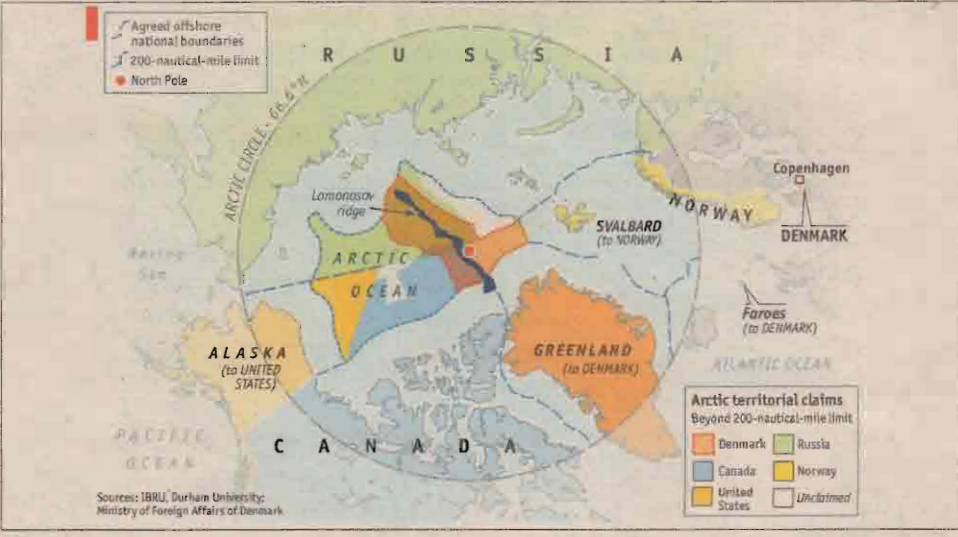 Agreed offshore
national boundaries
200-nautical-mile limit
North Pole
R U S S I A
ARCTIC CIRCLE - 66.6°N
Lomonosov
ridge
Copenhagen
NORWAY
DENMARK
SVALBARD
(to NORWAY)
Bering
Sea
ARCTIC
OCEAN
Faroes
(to DENMARK)
ALASKA
(to UNITED
STATES)
GREENLAND
(to DENMARK)
ATLANTIC OCEAN
PACIFIC
OCEAN
C A N A D A
Arctic territorial claims
Beyond 200-nautical-mile limit
Denmark
Russia
Canada
Norway
United
States
Unclaimed
Sources: IBRU, Durham University;
Ministry of Foreign Affairs of Denmark